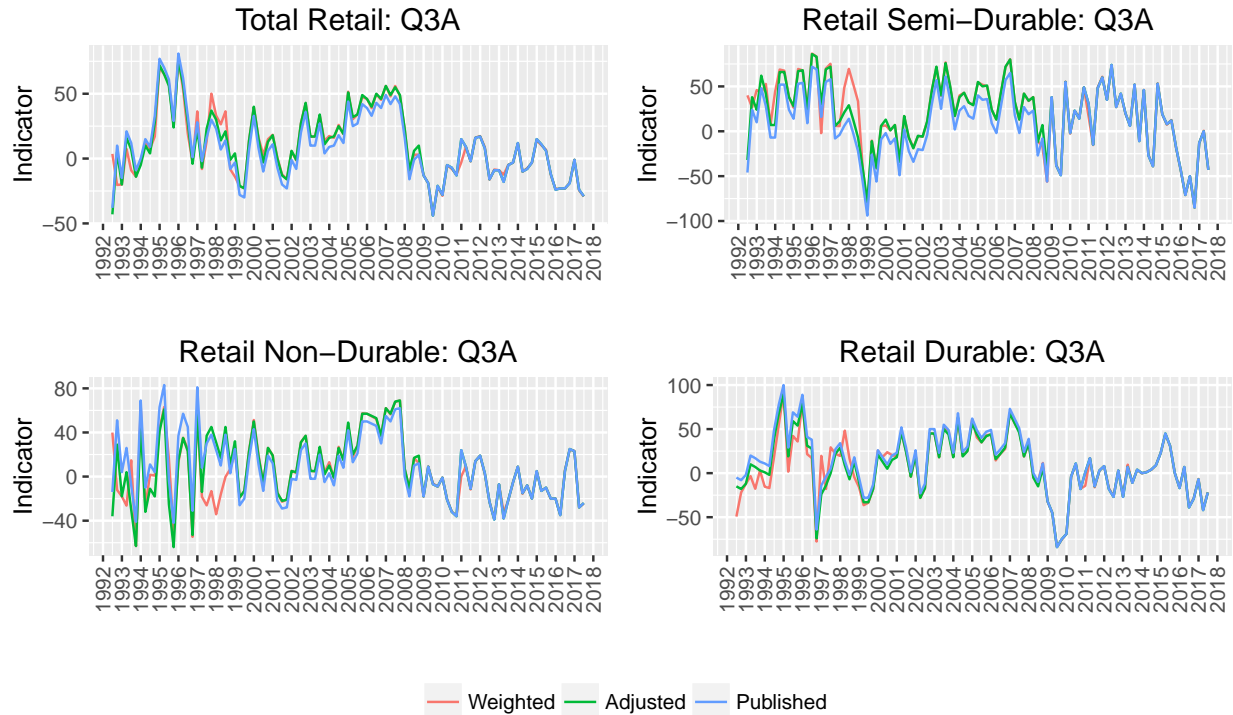 Total Retail: Q3A
Indicator
50
0
−50
1992 1993 1994 1995 1996 1997 1998 1999 2000 2001 2002 2003 2004 2005 2006 2007 2008 2009 2010 2011 2012 2013 2014 2015 2016 2017 2018
Retail Semi−Durable: Q3A
Indicator
50
0
−50
−100
1992 1993 1994 1995 1996 1997 1998 1999 2000 2001 2002 2003 2004 2005 2006 2007 2008 2009 2010 2011 2012 2013 2014 2015 2016 2017 2018
Retail Non−Durable: Q3A
Indicator
80
40
0
−40
1992 1993 1994 1995 1996 1997 1998 1999 2000 2001 2002 2003 2004 2005 2006 2007 2008 2009 2010 2011 2012 2013 2014 2015 2016 2017 2018
Retail Durable: Q3A
Indicator
100
50
0
−50
1992 1993 1994 1995 1996 1997 1998 1999 2000 2001 2002 2003 2004 2005 2006 2007 2008 2009 2010 2011 2012 2013 2014 2015 2016 2017 2018
Weighted Adjusted Published